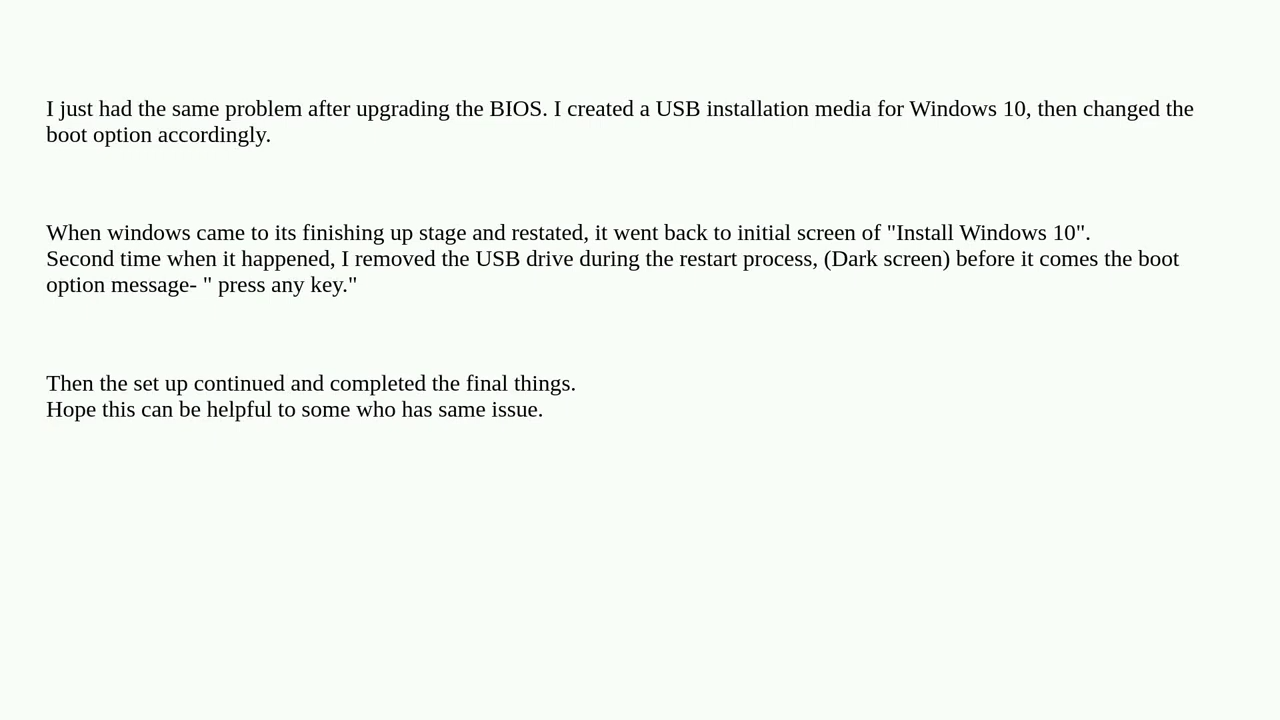 I just had the same problem after upgrading the BIOS. I created a USB installation media for Windows 10, then changed the
boot option accordingly.
When windows came to its finishing up stage and restated, it went back to initial screen of "Install Windows 10".
Second time when it happened, I removed the USB drive during the restart process, (Dark screen) before it comes the boot
option message- " press any key."
Then the set up continued and completed the final things.
Hope this can be helpful to some who has same issue.